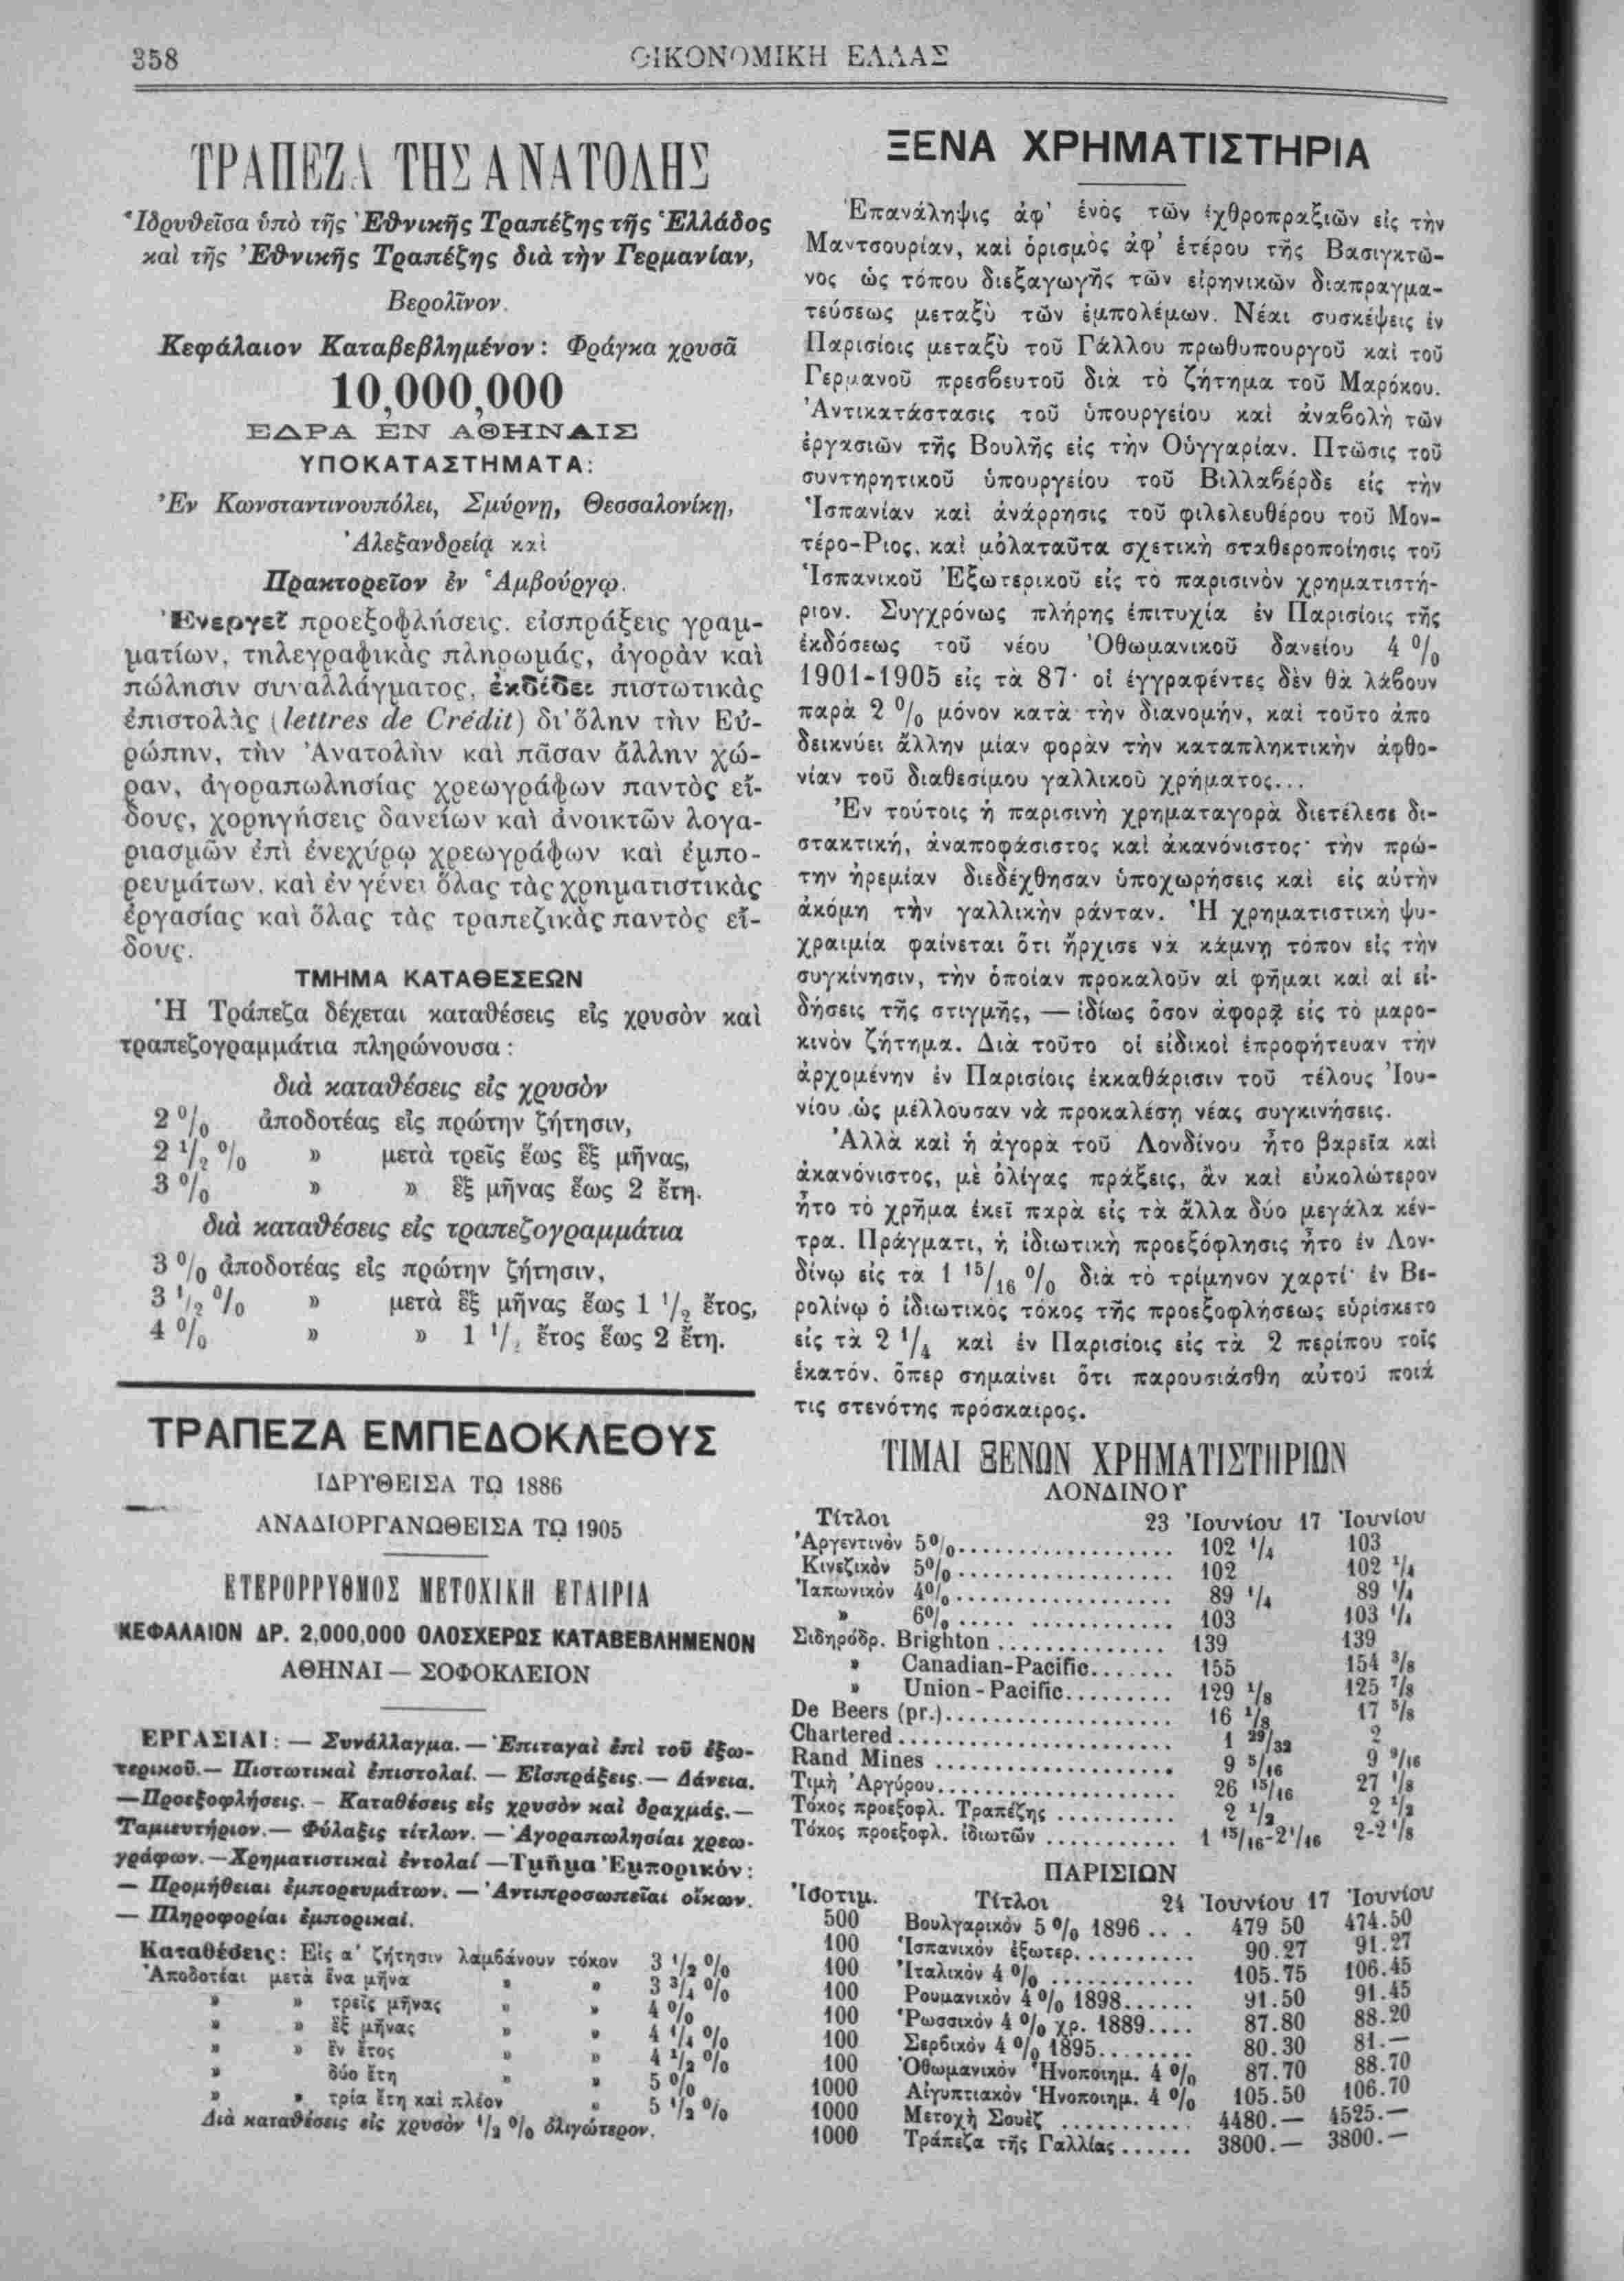 358
ΟΙΚΟΝΟΜΙΚΗ ΕΛΛΑΣ
ΤΡΑΠΕΖΑ ΤΗΣ ΑΝΑΤΟΛΗΣ
Ἱδρυθεῖσα ὑπὸ τῆς Ἐθνικῆς Τραπέζης τῆς Ἑλλάδος
καὶ τῆς Ἐθνικῆς Τραπέζης διὰ τὴν Γερμανίαν,
Βερολῖνον.
Κεφάλαιον Καταβεβλημένον: Φράγκα χρυσᾶ
10,000,000
ΕΔΡΑ ΕΝ ΑΘΗΝΑΙΣ
ΥΠΟΚΑΤΑΣΤΗΜΑΤΑ:
Ἐν Κωνσταντινουπόλει, Σμύρνῃ, Θεσσαλονίκῃ,
Ἀλεξανδρείᾳ καὶ
Πρακτορεῖον ἐν Ἁμβούργῳ.
Ἐνεργεῖ προεξοφλήσεις, εἰσπράξεις γραμ-
ματίων, τηλεγραφικὰς πληρωμάς, ἀγορὰν καὶ
πώλησιν συναλλάγματος, ἐκδίδει πιστωτικὰς
ἐπιστολὰς (lettres de Crédit) δι' ὅλην τὴν Εὐ-
ρώπην, τὴν Ἀνατολὴν καὶ πᾶσαν ἄλλην χώ-
ραν, ἀγοραπωλησίας χρεωγράφων παντὸς εἴ-
δους, χορηγήσεις δανείων καὶ ἀνοικτῶν λογα-
ριασμῶν ἐπὶ ἐνεχύρῳ χρεωγράφων καὶ ἐμπο-
ρευμάτων, καὶ ἐν γένει ὅλας τὰς χρηματιστικὰς
ἐργασίας καὶ ὅλας τὰς τραπεζικὰς παντὸς εἴ-
δους.
ΤΜΗΜΑ ΚΑΤΑΘΕΣΕΩΝ
Ἡ Τράπεζα δέχεται καταθέσεις εἰς χρυσὸν καὶ
τραπεζογραμμάτια πληρώνουσα:
διὰ καταθέσεις εἰς χρυσὸν
2 % ἀποδοτέας εἰς πρώτην ζήτησιν,
2 1/2 % » μετὰ τρεῖς ἕως ἓξ μῆνας,
3 % » » ἓξ μῆνας ἕως 2 ἔτη.
διὰ καταθέσεις εἰς τραπεζογραμμάτια
3 % ἀποδοτέας εἰς πρώτην ζήτησιν,
3 1/2 % » μετὰ ἓξ μῆνας ἕως 1 1/2 ἔτος,
4 % » » 1 1/2 ἔτος ἕως 2 ἔτη.
ΤΡΑΠΕΖΑ ΕΜΠΕΔΟΚΛΕΟΥΣ
ΙΔΡΥΘΕΙΣΑ ΤΩ 1886
ΑΝΑΔΙΟΡΓΑΝΩΘΕΙΣΑ ΤΩ 1905
ΕΤΕΡΟΡΡΥΘΜΟΣ ΜΕΤΟΧΙΚΗ ΕΤΑΙΡΙΑ
ΚΕΦΑΛΑΙΟΝ ΔΡ. 2,000,000 ΟΛΟΣΧΕΡΩΣ ΚΑΤΑΒΕΒΛΗΜΕΝΟΝ
ΑΘΗΝΑΙ — ΣΟΦΟΚΛΕΙΟΝ
ΕΡΓΑΣΙΑΙ: — Συνάλλαγμα. — Ἐπιταγαὶ ἐπὶ τοῦ ἐξω-
τερικοῦ. — Πιστωτικαὶ ἐπιστολαί. — Εἰσπράξεις. — Δάνεια.
— Προεξοφλήσεις. – Καταθέσεις εἰς χρυσὸν καὶ δραχμάς. —
Ταμιευτήριον. — Φύλαξις τίτλων. — Ἀγοραπωλησίαι χρεω-
γράφων. — Χρηματιστικαὶ ἐντολαί — Τμῆμα Ἐμπορικόν:
— Προμήθειαι ἐμπορευμάτων. — Ἀντιπροσωπεῖαι οἴκων.
— Πληροφορίαι ἐμπορικαί.
Καταθέσεις: Εἰς α' ζήτησιν λαμβάνουν τόκον 3 1/2 %
Ἀποδοτέαι μετὰ ἕνα μῆνα » » 3 3/4 %
» » τρεῖς μῆνας » » 4 %
» » ἓξ μῆνας » » 4 1/4 %
» » ἓν ἔτος » » 4 1/2 %
» δύο ἔτη » » 5 %
» » τρία ἔτη καὶ πλέον » 5 1/2 %
Διὰ καταθέσεις εἰς χρυσὸν 1/2 % ὀλιγώτερον.
ΞΕΝΑ ΧΡΗΜΑΤΙΣΤΗΡΙΑ
Ἐπανάληψις ἀφ' ἑνὸς τῶν ἐχθροπραξιῶν εἰς τὴν
Μαντσουρίαν, καὶ ὁρισμὸς ἀφ' ἑτέρου τῆς Βασιγκτῶ-
νος ὡς τόπου διεξαγωγῆς τῶν εἰρηνικῶν διαπραγμα-
τεύσεως μεταξὺ τῶν ἐμπολέμων. Νέαι συσκέψεις ἐν
Παρισίοις μεταξὺ τοῦ Γάλλου πρωθυπουργοῦ καὶ τοῦ
Γερμανοῦ πρεσβευτοῦ διὰ τὸ ζήτημα τοῦ Μαρόκου.
Ἀντικατάστασις τοῦ ὑπουργείου καὶ ἀναβολὴ τῶν
ἐργασιῶν τῆς Βουλῆς εἰς τὴν Οὑγγαρίαν. Πτῶσις τοῦ
συντηρητικοῦ ὑπουργείου τοῦ Βιλλαβέρδε εἰς τὴν
Ἱσπανίαν καὶ ἀνάρρησις τοῦ φιλελευθέρου τοῦ Μον-
τέρο-Ριος, καὶ μολαταῦτα σχετικὴ σταθεροποίησις τοῦ
Ἱσπανικοῦ Ἐξωτερικοῦ εἰς τὸ παρισινὸν χρηματιστή-
ριον. Συγχρόνως πλήρης ἐπιτυχία ἐν Παρισίοις τῆς
ἐκδόσεως τοῦ νέου Ὀθωμανικοῦ δανείου 4 %
1901-1905 εἰς τὰ 87· οἱ ἐγγραφέντες δὲν θὰ λάβουν
παρὰ 2 % μόνον κατὰ τὴν διανομήν, καὶ τοῦτο ἀπο
δεικνύει ἄλλην μίαν φορὰν τὴν καταπληκτικὴν ἀφθο-
νίαν τοῦ διαθεσίμου γαλλικοῦ χρήματος...
Ἐν τούτοις ἡ παρισινὴ χρηματαγορὰ διετέλεσε δι-
στακτική, ἀναποφάσιστος καὶ ἀκανόνιστος· τὴν πρώ-
την ἠρεμίαν διεδέχθησαν ὑποχωρήσεις καὶ εἰς αὐτὴν
ἀκόμη τὴν γαλλικὴν ράνταν. Ἡ χρηματιστικὴ ψυ-
χραιμία φαίνεται ὅτι ἤρχισε νὰ κάμνῃ τόπον εἰς τὴν
συγκίνησιν, τὴν ὁποίαν προκαλοῦν αἱ φῆμαι καὶ αἱ εἰ-
δήσεις τῆς στιγμῆς, — ἰδίως ὅσον ἀφορᾷ εἰς τὸ μαρο-
κινὸν ζήτημα. Διὰ τοῦτο οἱ εἰδικοὶ ἐπροφήτευαν τὴν
ἀρχομένην ἐν Παρισίοις ἐκκαθάρισιν τοῦ τέλους Ἰου-
νίου ὡς μέλλουσαν νὰ προκαλέσῃ νέας συγκινήσεις.
Ἀλλὰ καὶ ἡ ἀγορὰ τοῦ Λονδίνου ἦτο βαρεῖα καὶ
ἀκανόνιστος, μὲ ὀλίγας πράξεις, ἂν καὶ εὐκολώτερον
ἦτο τὸ χρῆμα ἐκεῖ παρὰ εἰς τὰ ἄλλα δύο μεγάλα κέν-
τρα. Πράγματι, ἡ ἰδιωτικὴ προεξόφλησις ἦτο ἐν Λον-
δίνῳ εἰς τὰ 1 15/16 % διὰ τὸ τρίμηνον χαρτί· ἐν Βε-
ρολίνῳ ὁ ἰδιωτικὸς τόκος τῆς προεξοφλήσεως εὑρίσκετο
εἰς τὰ 2 1/4 καὶ ἐν Παρισίοις εἰς τὰ 2 περίπου τοῖς
ἑκατόν, ὅπερ σημαίνει ὅτι παρουσιάσθη αὐτοῦ ποιά
τις στενότης πρόσκαιρος.
ΤΙΜΑΙ ΞΕΝΩΝ ΧΡΗΜΑΤΙΣΤΗΡΙΩΝ
ΛΟΝΔΙΝΟΥ
Τίτλοι 23 Ἰουνίου 17 Ἰουνίου
Ἀργεντινὸν 5%.................. 102 1/4 103
Κινεζικὸν 5%.................. 102 102 1/4
Ἰαπωνικόν 4%.................. 89 1/4 89 1/4
» 6%.................. 103 103 1/4
Σιδηρόδρ. Brighton .............. 139 139
» Canadian-Pacific....... 155 154 3/8
» Union-Pacific......... 129 1/8 125 7/8
De Beers (pr.)................... 16 1/8 17 5/8
Chartered....................... 1 29/32 2
Rand Mines .................... 9 5/16 9 9/16
Τιμὴ Ἀργύρου................... 26 15/16 27 1/8
Τόκος προεξοφλ. Τραπέζης .......... 2 1/2 2 1/2
Τόκος προεξοφλ. ἰδιωτῶν ........... 1 15/16-2 1/16 2-2 1/8
ΠΑΡΙΣΙΩΝ
Ἰσοτιμ. Τίτλοι 24 Ἰουνίου 17 Ἰουνίου
500 Βουλγαρικόν 5 % 1896 ... 479 50 474.50
100 Ἱσπανικὸν ἐξωτερ........... 90.27 91.27
100 Ἰταλικὸν 4 % ............. 105.75 106.45
100 Ρουμανικὸν 4 % 1898...... 91.50 91.45
100 Ῥωσσικόν 4 % χρ. 1889.... 87.80 88.20
100 Σερβικὸν 4 % 1895........ 80.30 81.—
100 Ὀθωμανικὸν Ἡνοποιημ. 4 % 87.70 88.70
1000 Αἰγυπτιακὸν Ἡνοποιημ. 4 % 105.50 106.70
1000 Μετοχὴ Σουὲζ ........... 4480.— 4525.—
1000 Τράπεζα τῆς Γαλλίας...... 3800.— 3800.—